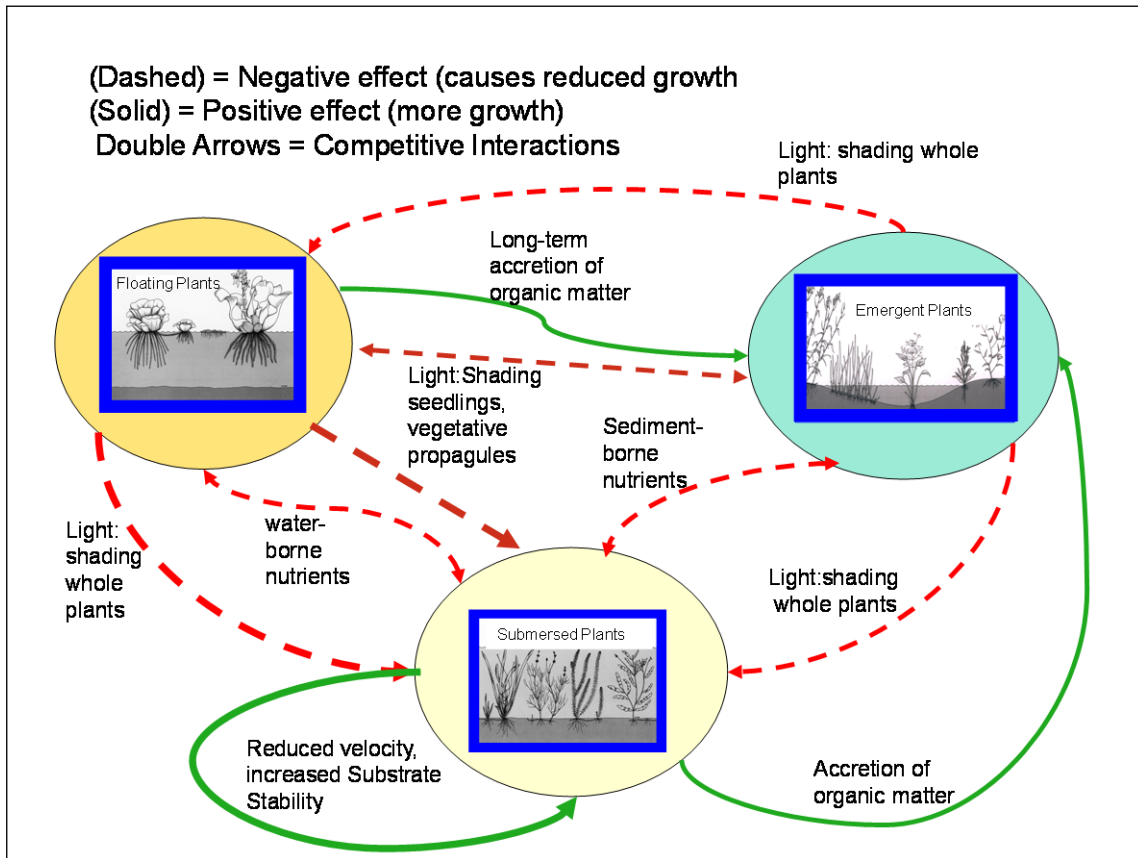 (Dashed) = Negative effect (causes reduced growth
(Solid) = Positive effect (more growth)
Double Arrows = Competitive Interactions
Light: shading whole
plants
Long-term
accretion of
organic matter
Floating Plants
Emergent Plants
Light:Shading
seedlings,
vegetative
propagules
Sediment-
borne
nutrients
Light:
shading
whole
plants
water-
borne
nutrients
Light:shading
whole plants
Submersed Plants
Reduced velocity,
increased Substrate
Stability
Accretion of
organic matter